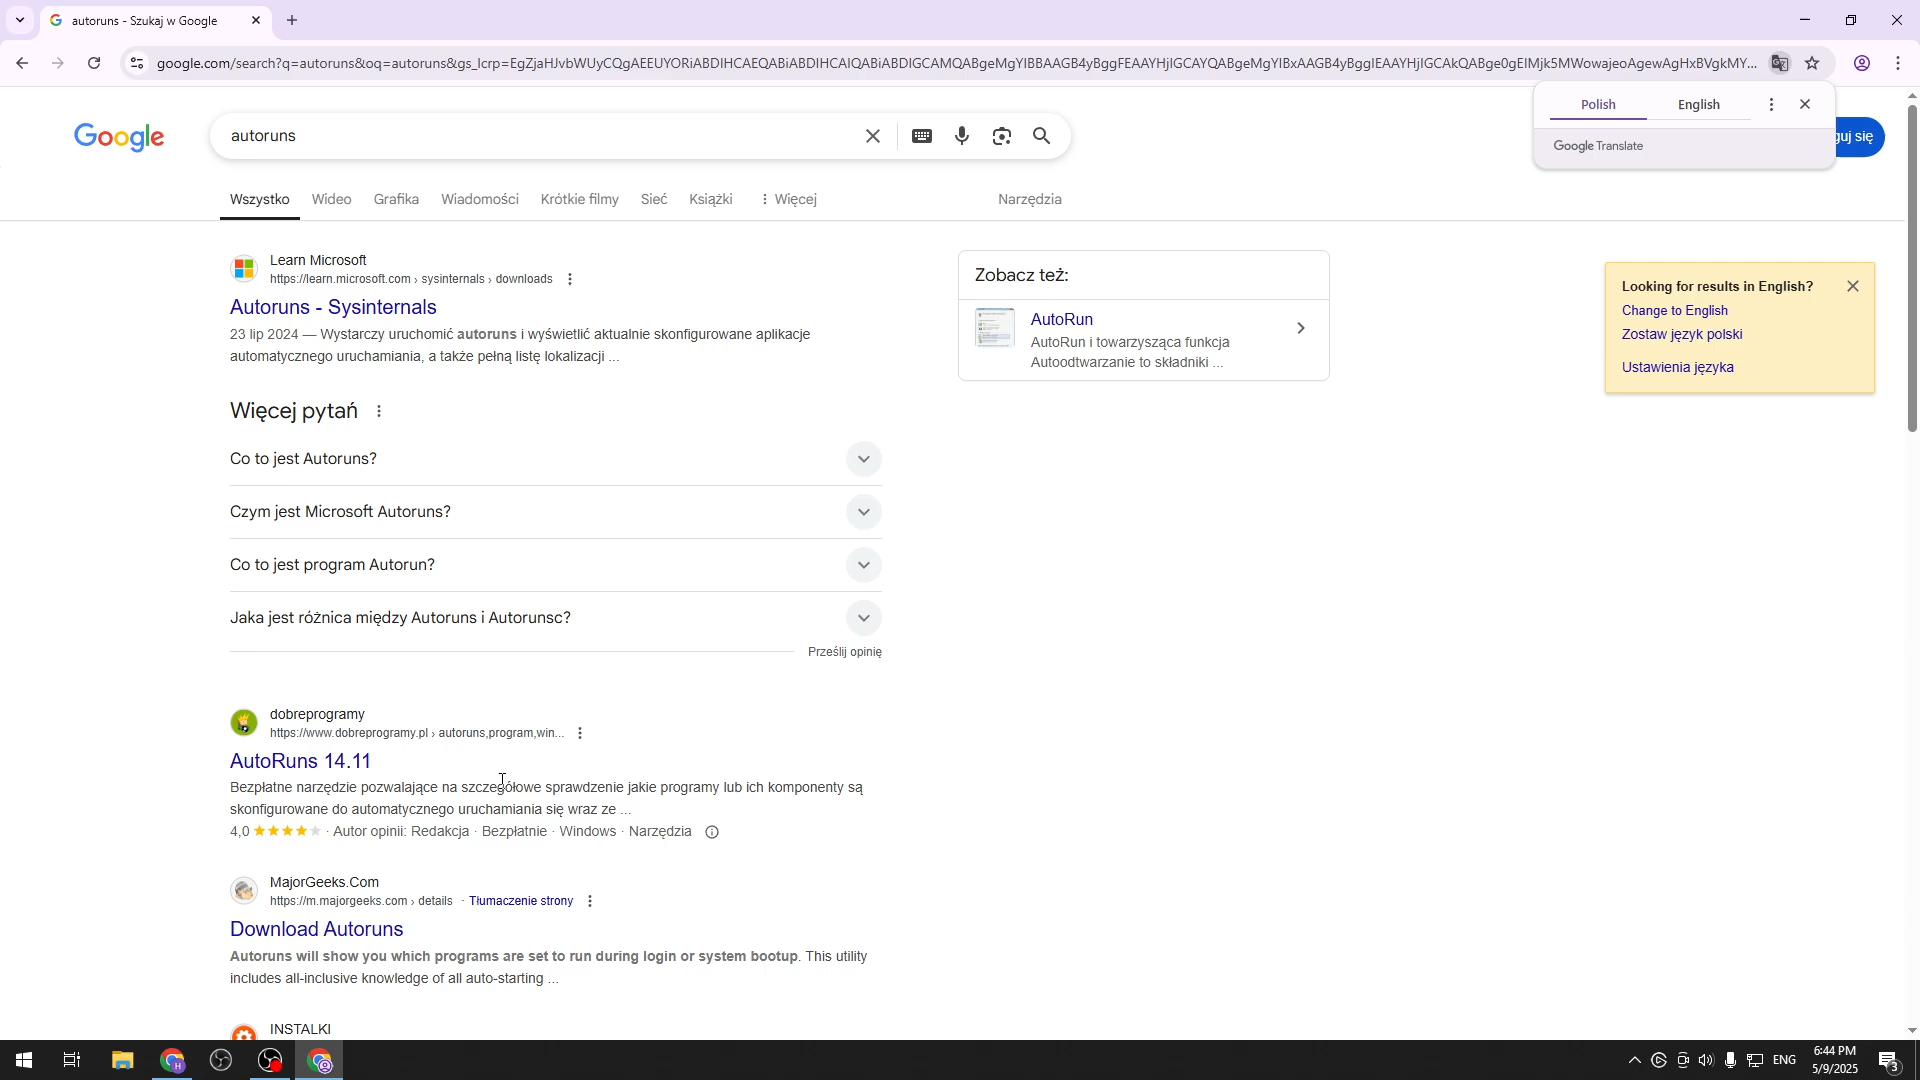 autoruns - Szukaj w Google
google.com/search?q=autoruns&oq=autoruns&gs_lcrp=EgZjaHJvbWUyCQgAEEUYORiABDIHCAEQABiABDIHCAIQABiABDIGCAMQABgeMgYIBBAAGB4yBggFEAAYHjIGCAYQABgeMgYIBxAAGB4yBggIEAAYHjIGCAkQABge0gEIMjk5MWowajeoAgewAgHxBVgkMY...
Polish
English
Google Translate
Google
autoruns
guj się
Wszystko
Wideo
Grafika
Wiadomości
Krótkie filmy
Sieć
Książki
Więcej
Narzędzia
Learn Microsoft
https://learn.microsoft.com › sysinternals › downloads
Autoruns - Sysinternals
23 lip 2024 — Wystarczy uruchomić autoruns i wyświetlić aktualnie skonfigurowane aplikacje
automatycznego uruchamiania, a także pełną listę lokalizacji ...
Zobacz też:
AutoRun
AutoRun i towarzysząca funkcja
Autoodtwarzanie to składniki ...
Looking for results in English?
Change to English
Zostaw język polski
Ustawienia języka
Więcej pytań
Co to jest Autoruns?
Czym jest Microsoft Autoruns?
Co to jest program Autorun?
Jaka jest różnica między Autoruns i Autorunsc?
Prześlij opinię
dobreprogramy
https://www.dobreprogramy.pl › autoruns,program,win...
AutoRuns 14.11
Bezpłatne narzędzie pozwalające na szczegółowe sprawdzenie jakie programy lub ich komponenty są
skonfigurowane do automatycznego uruchamiania się wraz ze ...
4,0 ★★★★★ · Autor opinii: Redakcja · Bezpłatnie · Windows · Narzędzia
MajorGeeks.Com
https://m.majorgeeks.com › details · Tłumaczenie strony
Download Autoruns
Autoruns will show you which programs are set to run during login or system bootup. This utility
includes all-inclusive knowledge of all auto-starting ...
INSTALKI
H
ENG
6:44 PM
5/9/2025
3